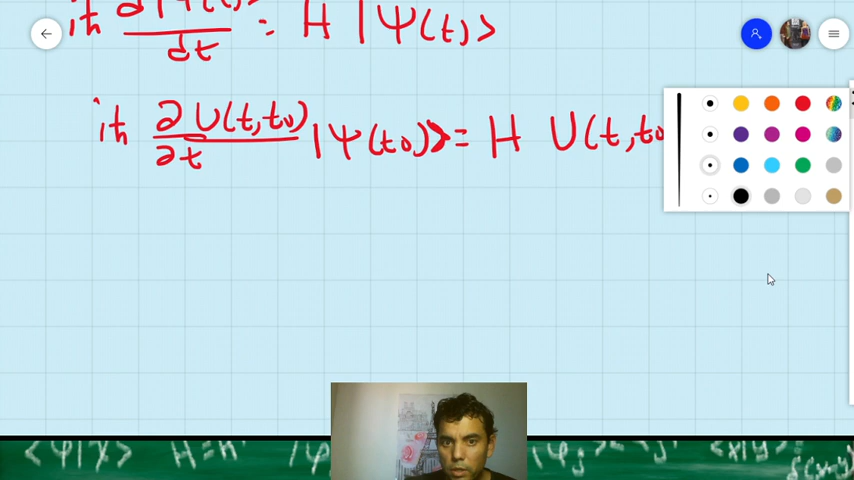 iħ ∂|Ψ(t)> = H |Ψ(t)>
∂t
iħ ∂U(t,t₀) |Ψ(t₀)> = H U(t,t₀
∂t
<φ|χ> H=H